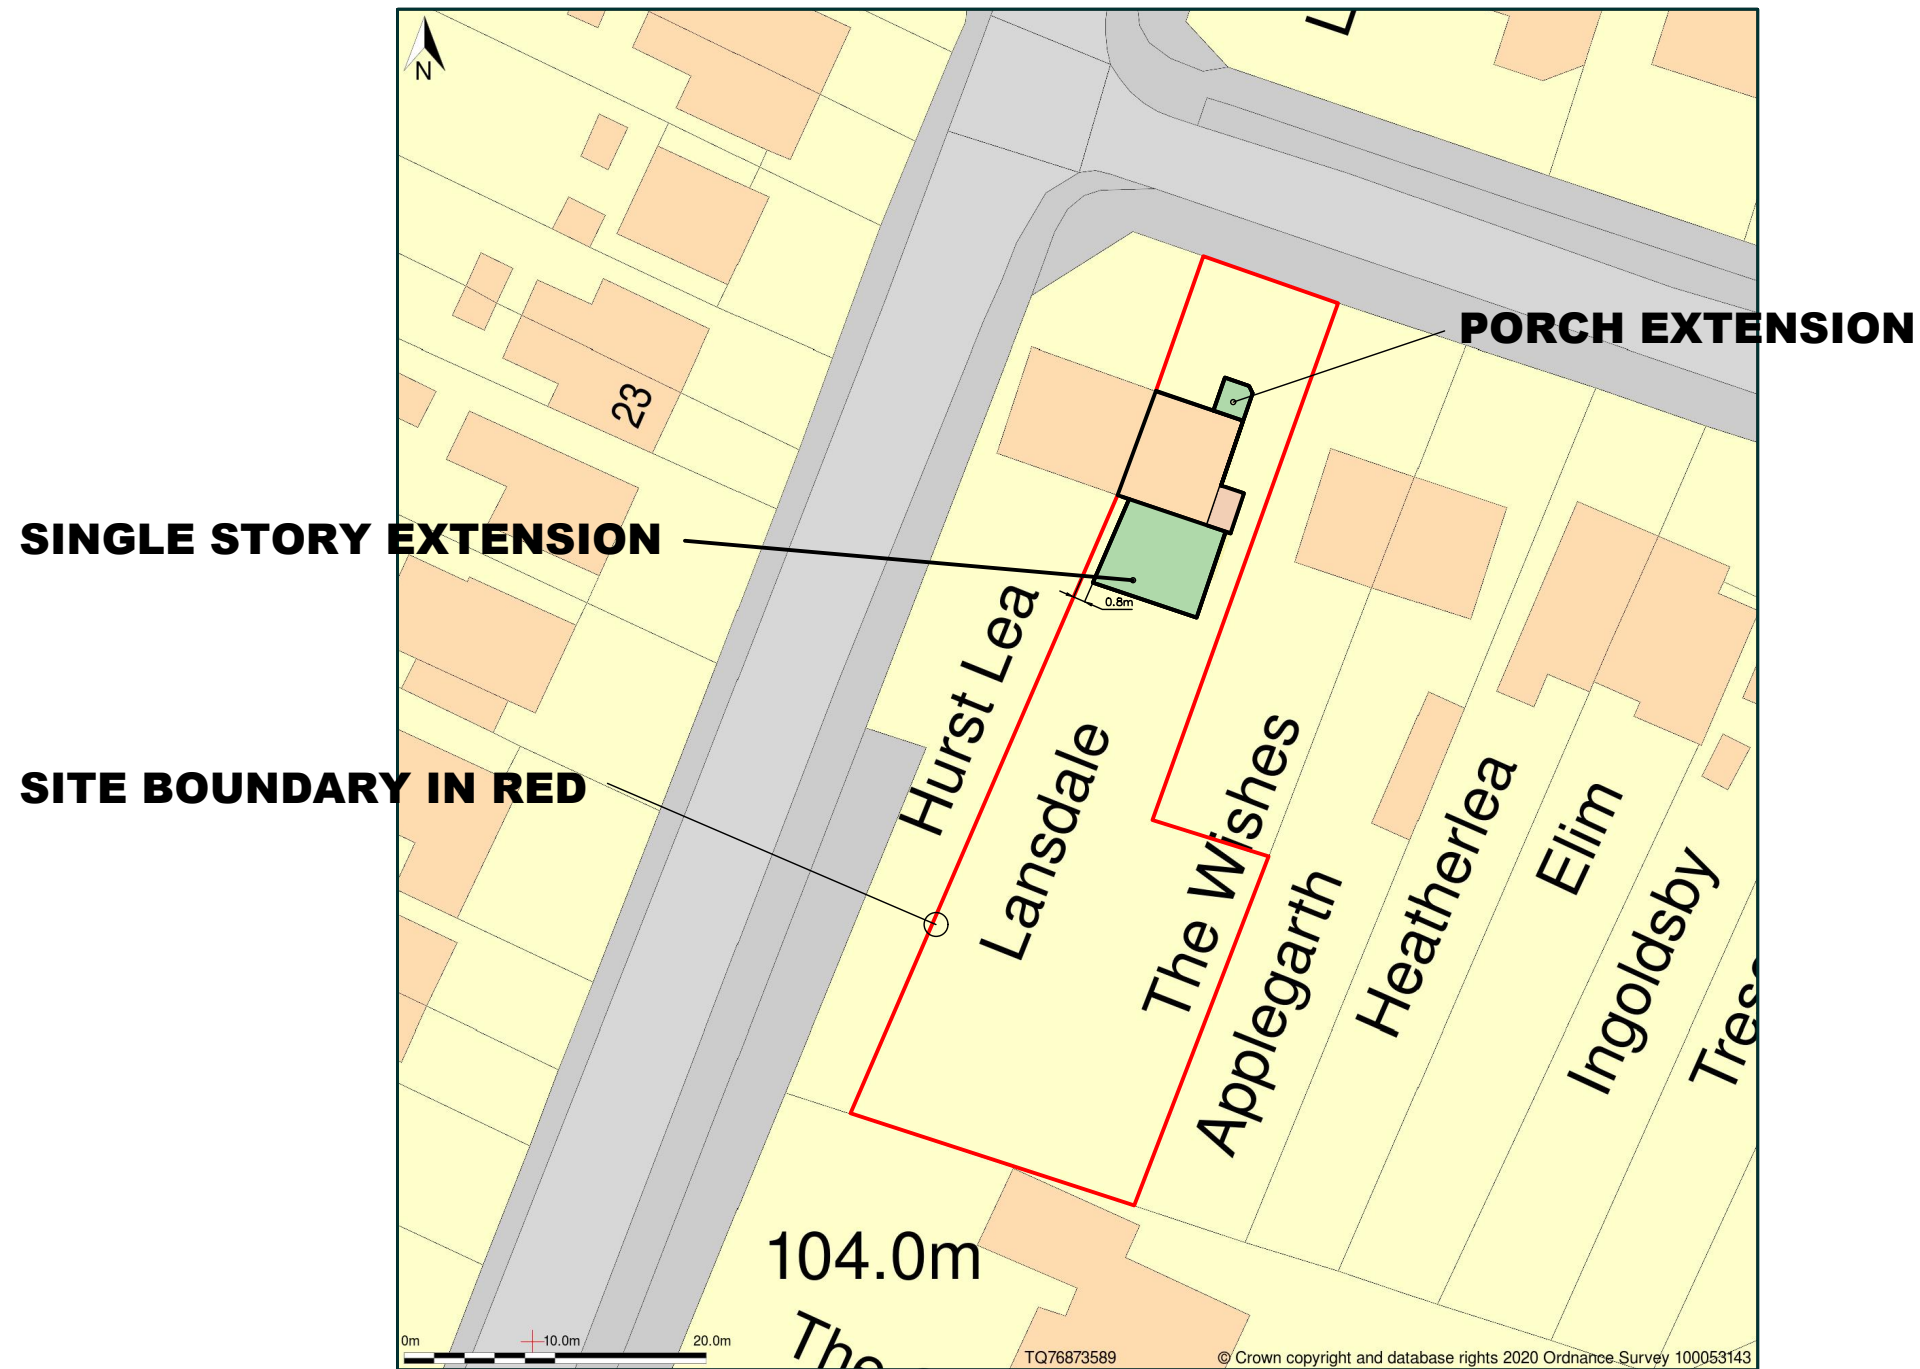 N
PORCH EXTENSION
23
SINGLE STORY EXTENSION
0.8m
Hurst Lea
Lansdale
The Wishes
Applegarth
Heatherlea
Elim
Ingoldsby
SITE BOUNDARY IN RED
104.0m
The
0m
10.0m
20.0m
TQ76873589
© Crown copyright and database rights 2020 Ordnance Survey 100053143